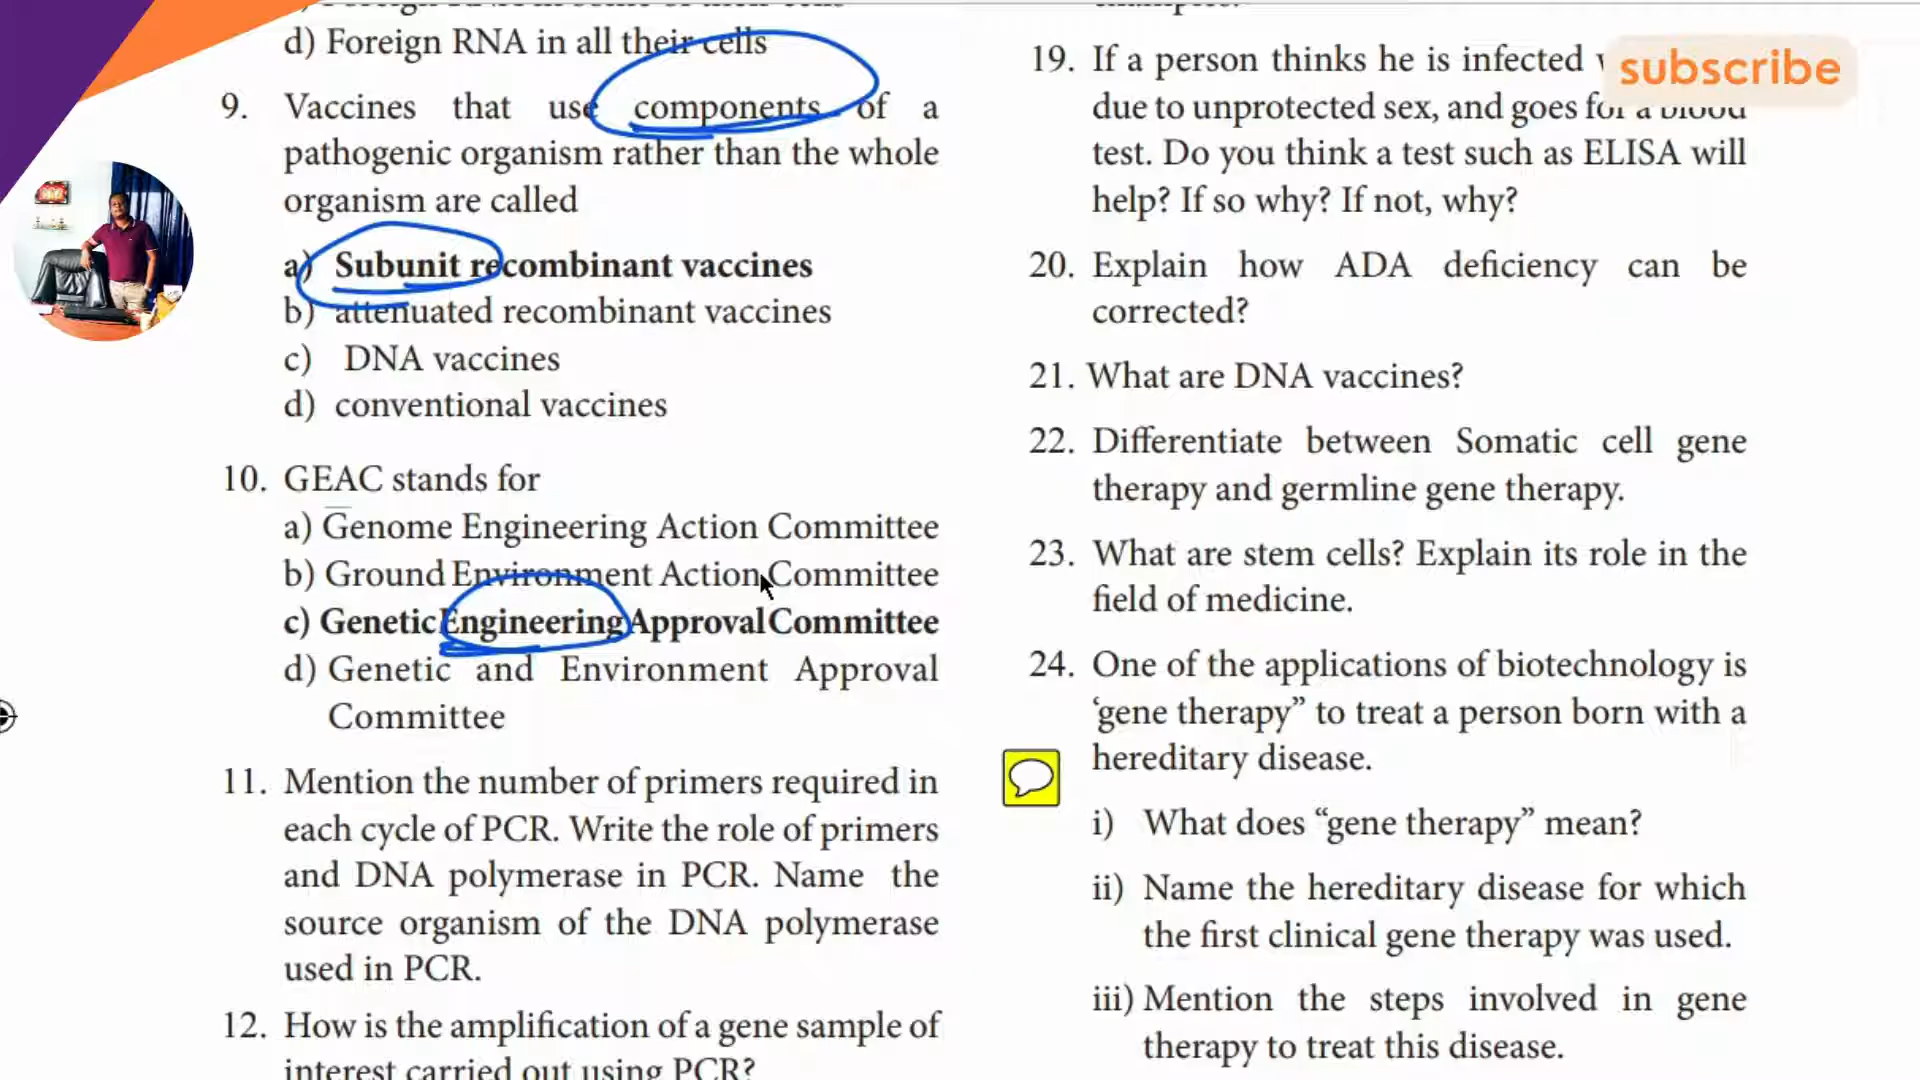 d) Foreign RNA in all their cells
9. Vaccines that use components of a
pathogenic organism rather than the whole
organism are called
a) Subunit recombinant vaccines
b) attenuated recombinant vaccines
c) DNA vaccines
d) conventional vaccines
10. GEAC stands for
a) Genome Engineering Action Committee
b) Ground Environment Action Committee
c) Genetic Engineering Approval Committee
d) Genetic and Environment Approval
Committee
11. Mention the number of primers required in
each cycle of PCR. Write the role of primers
and DNA polymerase in PCR. Name the
source organism of the DNA polymerase
used in PCR.
12. How is the amplification of a gene sample of
interest carried out using PCR?
subscribe
19. If a person thinks he is infected
due to unprotected sex, and goes for a blood
test. Do you think a test such as ELISA will
help? If so why? If not, why?
20. Explain how ADA deficiency can be
corrected?
21. What are DNA vaccines?
22. Differentiate between Somatic cell gene
therapy and germline gene therapy.
23. What are stem cells? Explain its role in the
field of medicine.
24. One of the applications of biotechnology is
‘gene therapy” to treat a person born with a
hereditary disease.
i) What does “gene therapy” mean?
ii) Name the hereditary disease for which
the first clinical gene therapy was used.
iii) Mention the steps involved in gene
therapy to treat this disease.